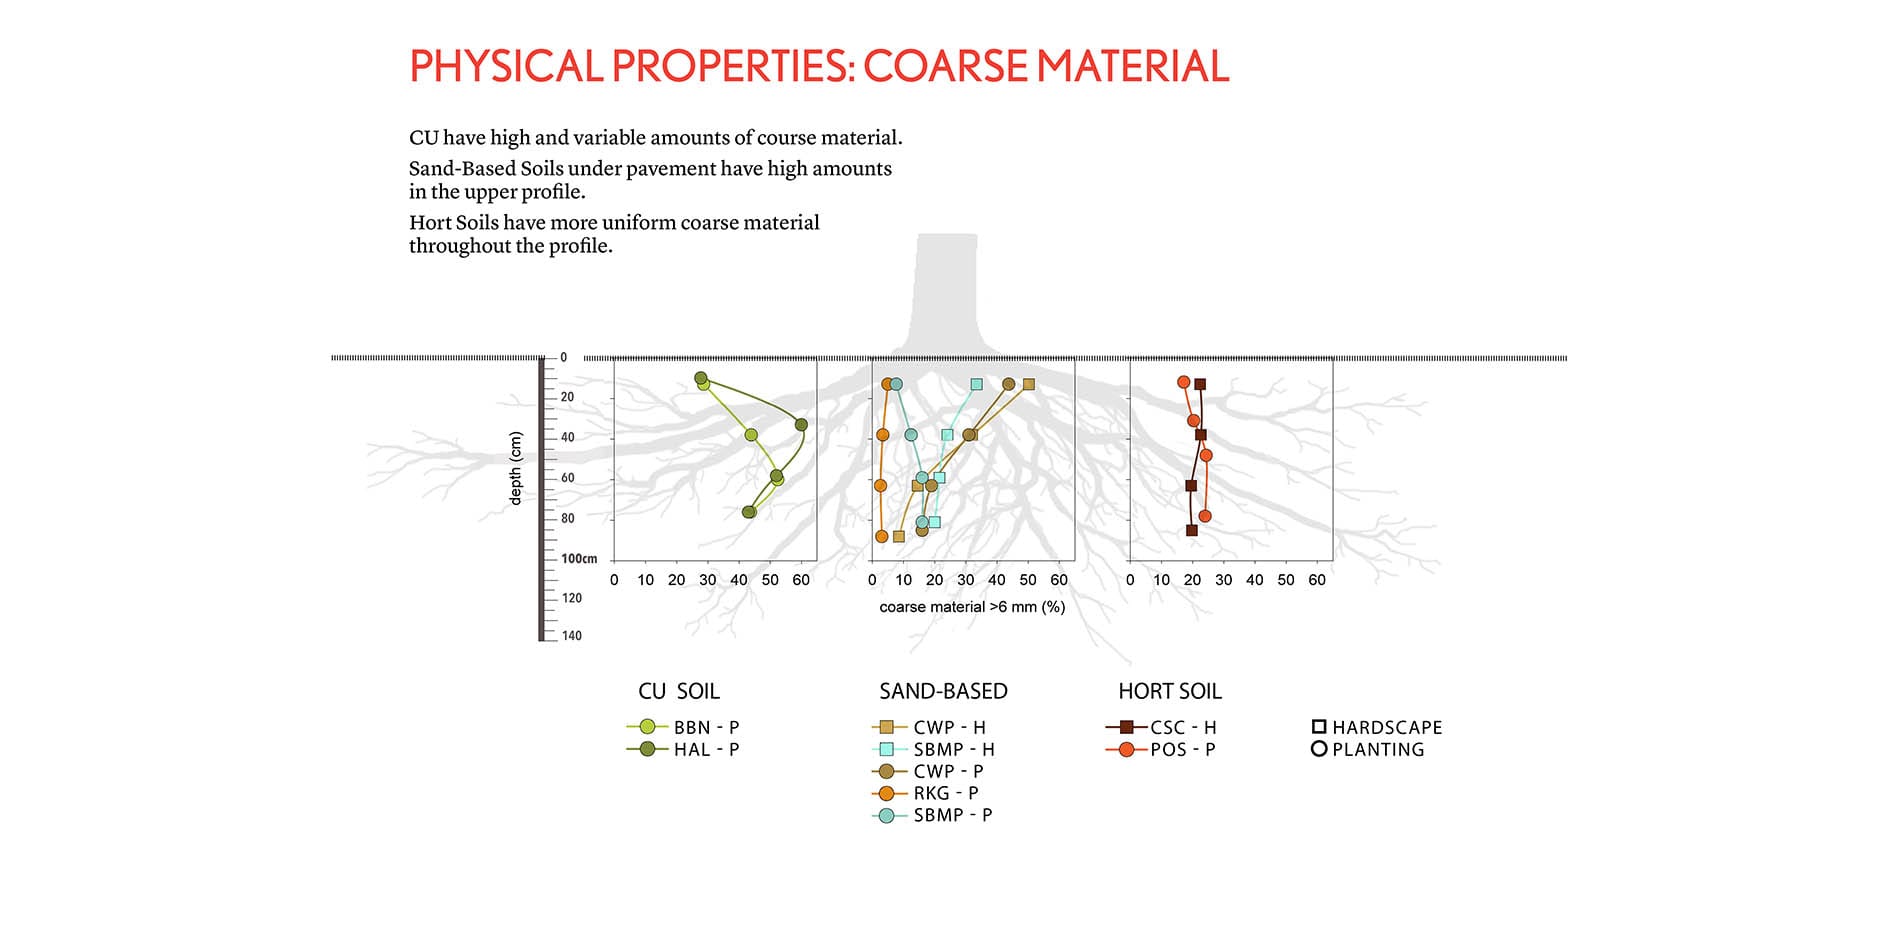 PHYSICAL PROPERTIES: COARSE MATERIAL
CU have high and variable amounts of course material.
Sand-Based Soils under pavement have high amounts
in the upper profile.
Hort Soils have more uniform coarse material
throughout the profile.
depth (cm)
0
20
40
60
80
100cm
120
140
0 10 20 30 40 50 60
0 10 20 30 40 50 60
0 10 20 30 40 50 60
coarse material >6 mm (%)
CU SOIL
BBN - P
HAL - P
SAND-BASED
CWP - H
SBMP - H
CWP - P
RKG - P
SBMP - P
HORT SOIL
CSC - H
POS - P
HARDSCAPE
PLANTING